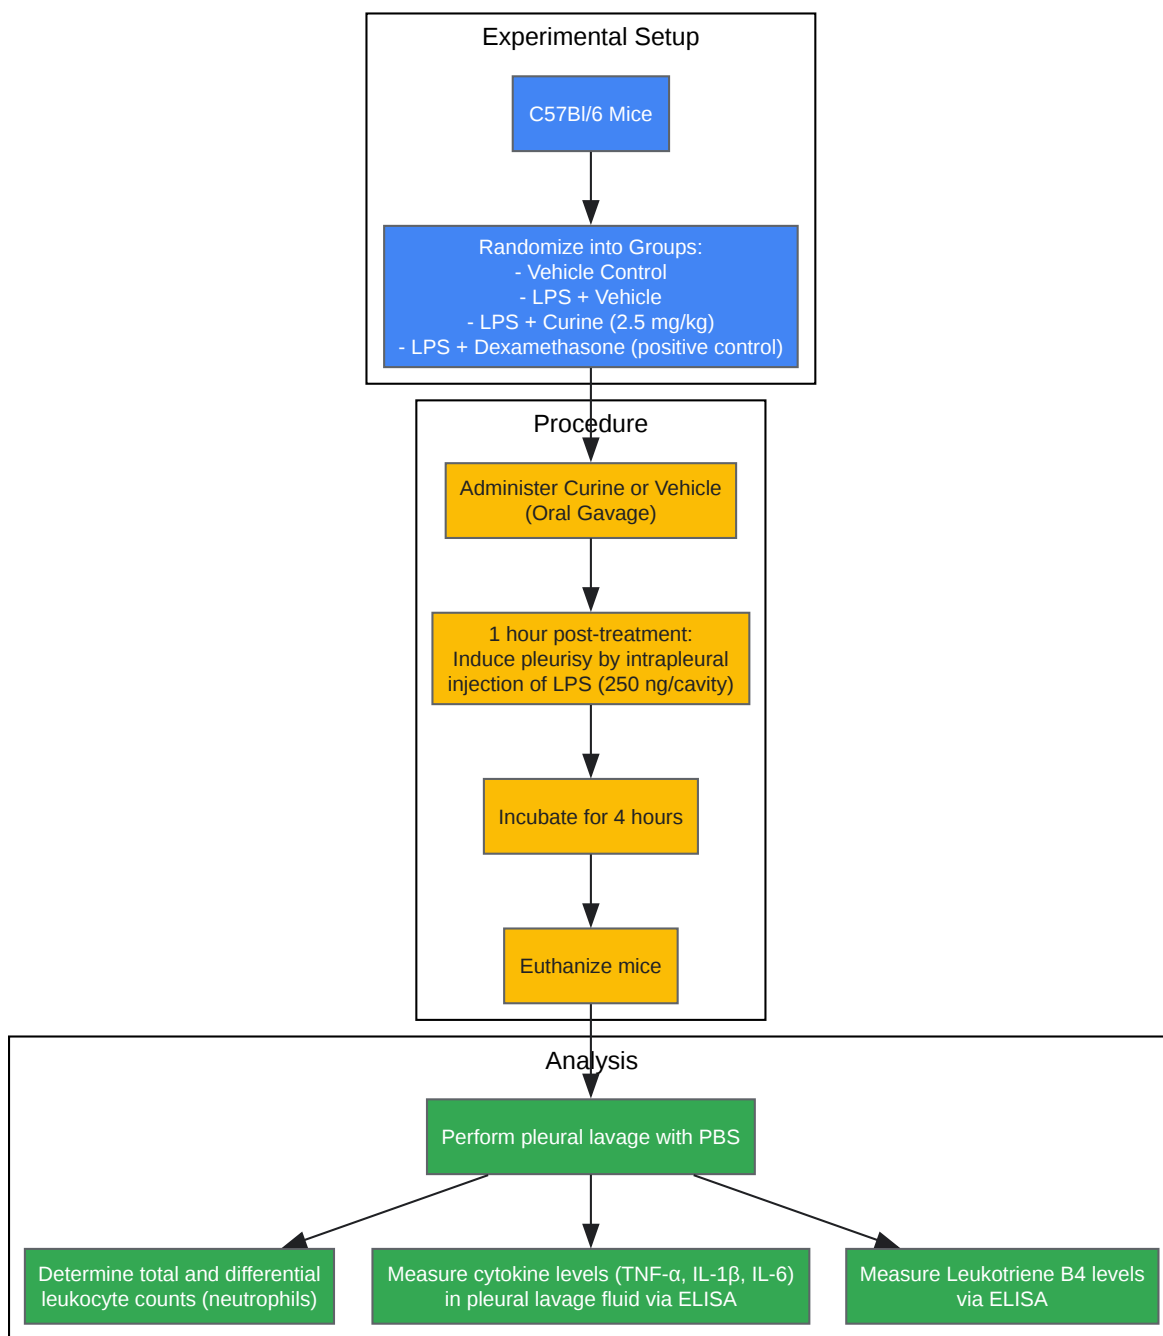 Experimental Setup
C57Bl/6 Mice
Randomize into Groups:
- Vehicle Control
- LPS + Vehicle
- LPS + Curine (2.5 mg/kg)
- LPS + Dexamethasone (positive control)
Procedure
Administer Curine or Vehicle
(Oral Gavage)
1 hour post-treatment:
Induce pleurisy by intrapleural
injection of LPS (250 ng/cavity)
Incubate for 4 hours
Euthanize mice
Analysis
Perform pleural lavage with PBS
Determine total and differential
leukocyte counts (neutrophils)
Measure cytokine levels (TNF-α, IL-1β, IL-6)
in pleural lavage fluid via ELISA
Measure Leukotriene B4 levels
via ELISA